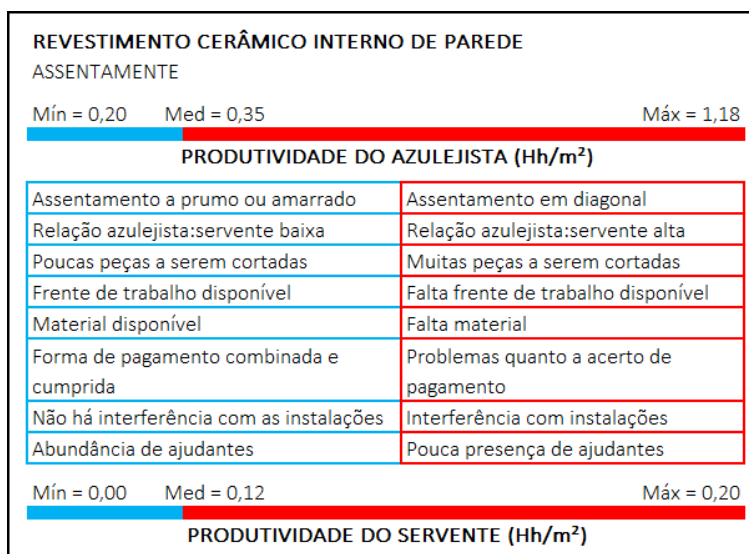 REVESTIMENTO CERÂMICO INTERNO DE PAREDE
ASSENTAMENTE
Mín = 0,20 Med = 0,35 Máx = 1,18
PRODUTIVIDADE DO AZULEJISTA (Hh/m²)
Assentamento a prumo ou amarrado Assentamento em diagonal
Relação azulejista:servente baixa Relação azulejista:servente alta
Poucas peças a serem cortadas Muitas peças a serem cortadas
Frente de trabalho disponível Falta frente de trabalho disponível
Material disponível Falta material
Forma de pagamento combinada e Problemas quanto a acerto de
cumprida pagamento
Não há interferência com as instalações Interferência com instalações
Abundância de ajudantes Pouca presença de ajudantes
Mín = 0,00 Med = 0,12 Máx = 0,20
PRODUTIVIDADE DO SERVENTE (Hh/m²)